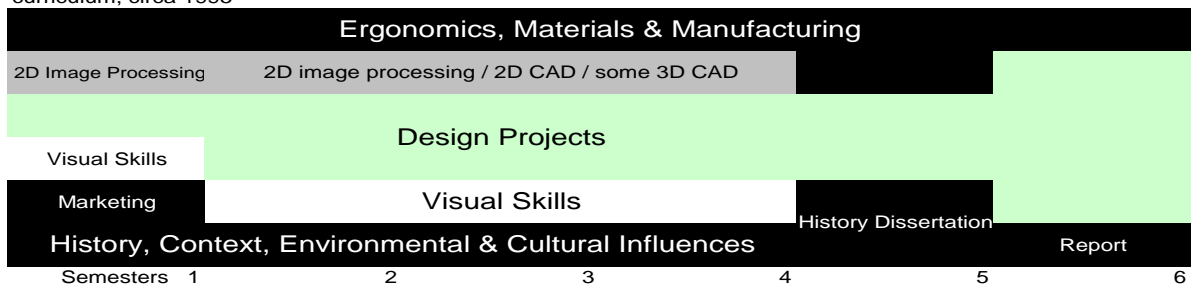 Ergonomics, Materials & Manufacturing
2D Image Processing
2D image processing / 2D CAD / some 3D CAD
Design Projects
Visual Skills
Marketing
Visual Skills
History Dissertation
History, Context, Environmental & Cultural Influences
Report
Semesters 1 2 3 4 5 6